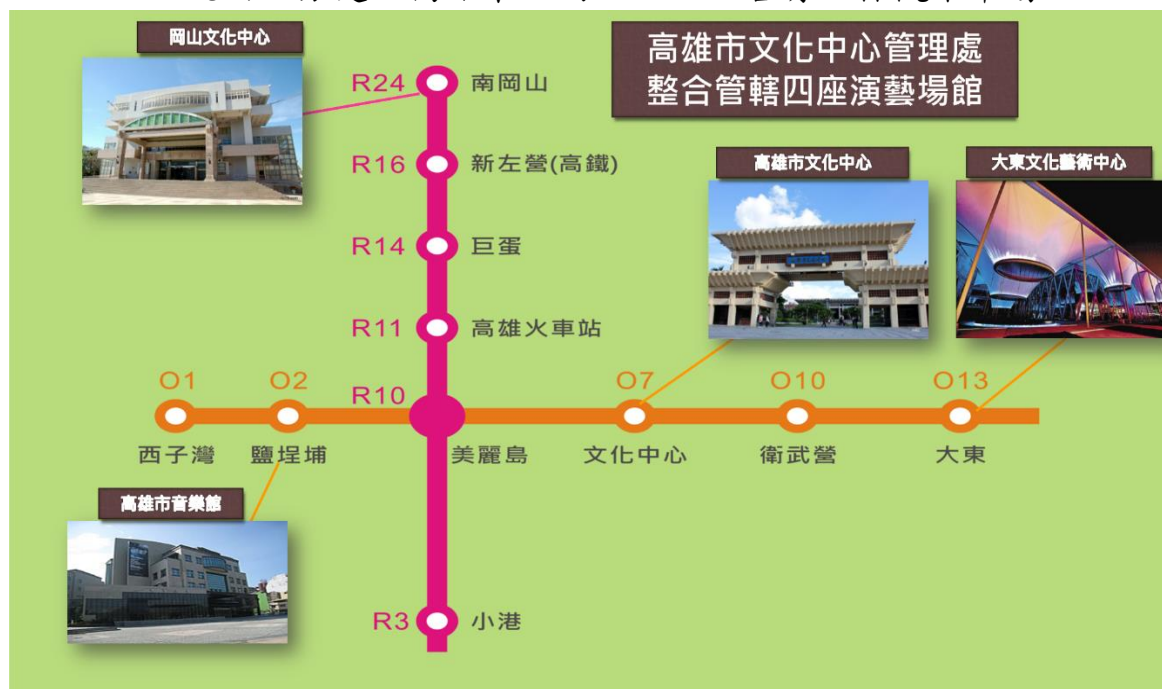 岡山文化中心
高雄市文化中心管理處
整合管轄四座演藝場館
R24 南岡山
R16 新左營(高鐵)
高雄市文化中心
大東文化藝術中心
R14 巨蛋
R11 高雄火車站
O1 O2 R10 O7 O10 O13
西子灣 鹽埕埔 美麗島 文化中心 衛武營 大東
高雄市音樂館
R3 小港